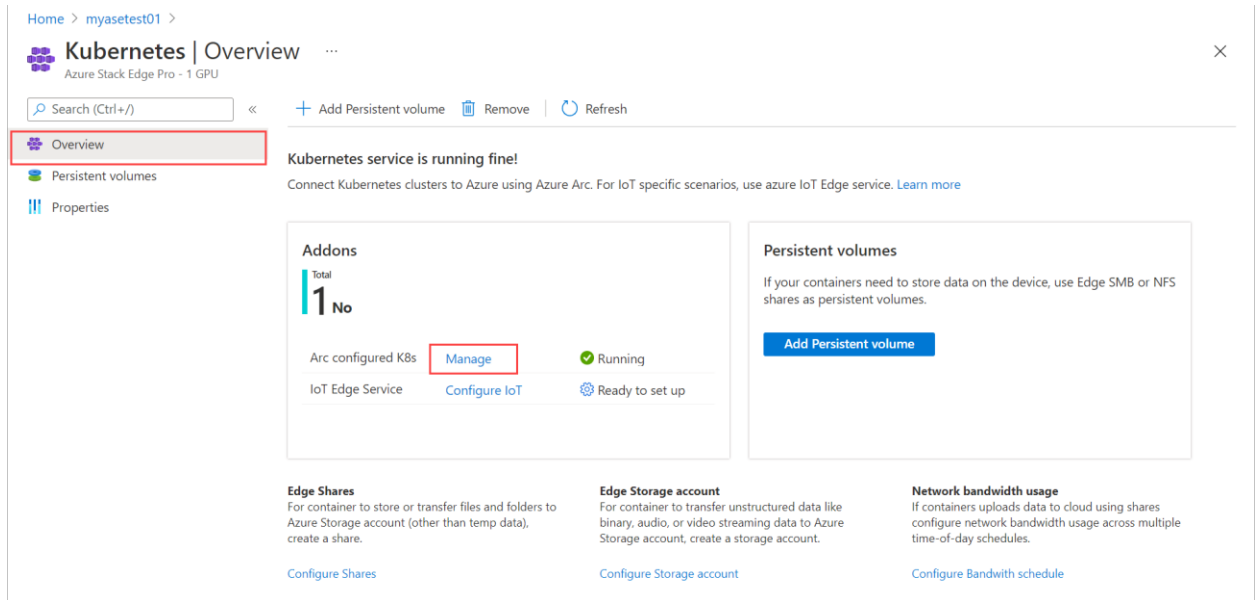 Home > myasetest01 >
Kubernetes | Overview ...
Azure Stack Edge Pro - 1 GPU
Search (Ctrl+/)
«
+ Add Persistent volume
Remove
Refresh
Overview
Persistent volumes
Properties
Kubernetes service is running fine!
Connect Kubernetes clusters to Azure using Azure Arc. For IoT specific scenarios, use azure IoT Edge service. Learn more
Addons
Total
1 No
Arc configured K8s Manage Running
IoT Edge Service Configure IoT Ready to set up
Persistent volumes
If your containers need to store data on the device, use Edge SMB or NFS
shares as persistent volumes.
Add Persistent volume
Edge Shares
For container to store or transfer files and folders to
Azure Storage account (other than temp data),
create a share.
Configure Shares
Edge Storage account
For container to transfer unstructured data like
binary, audio, or video streaming data to Azure
Storage account, create a storage account.
Configure Storage account
Network bandwidth usage
If containers uploads data to cloud using shares
configure network bandwidth usage across multiple
time-of-day schedules.
Configure Bandwith schedule